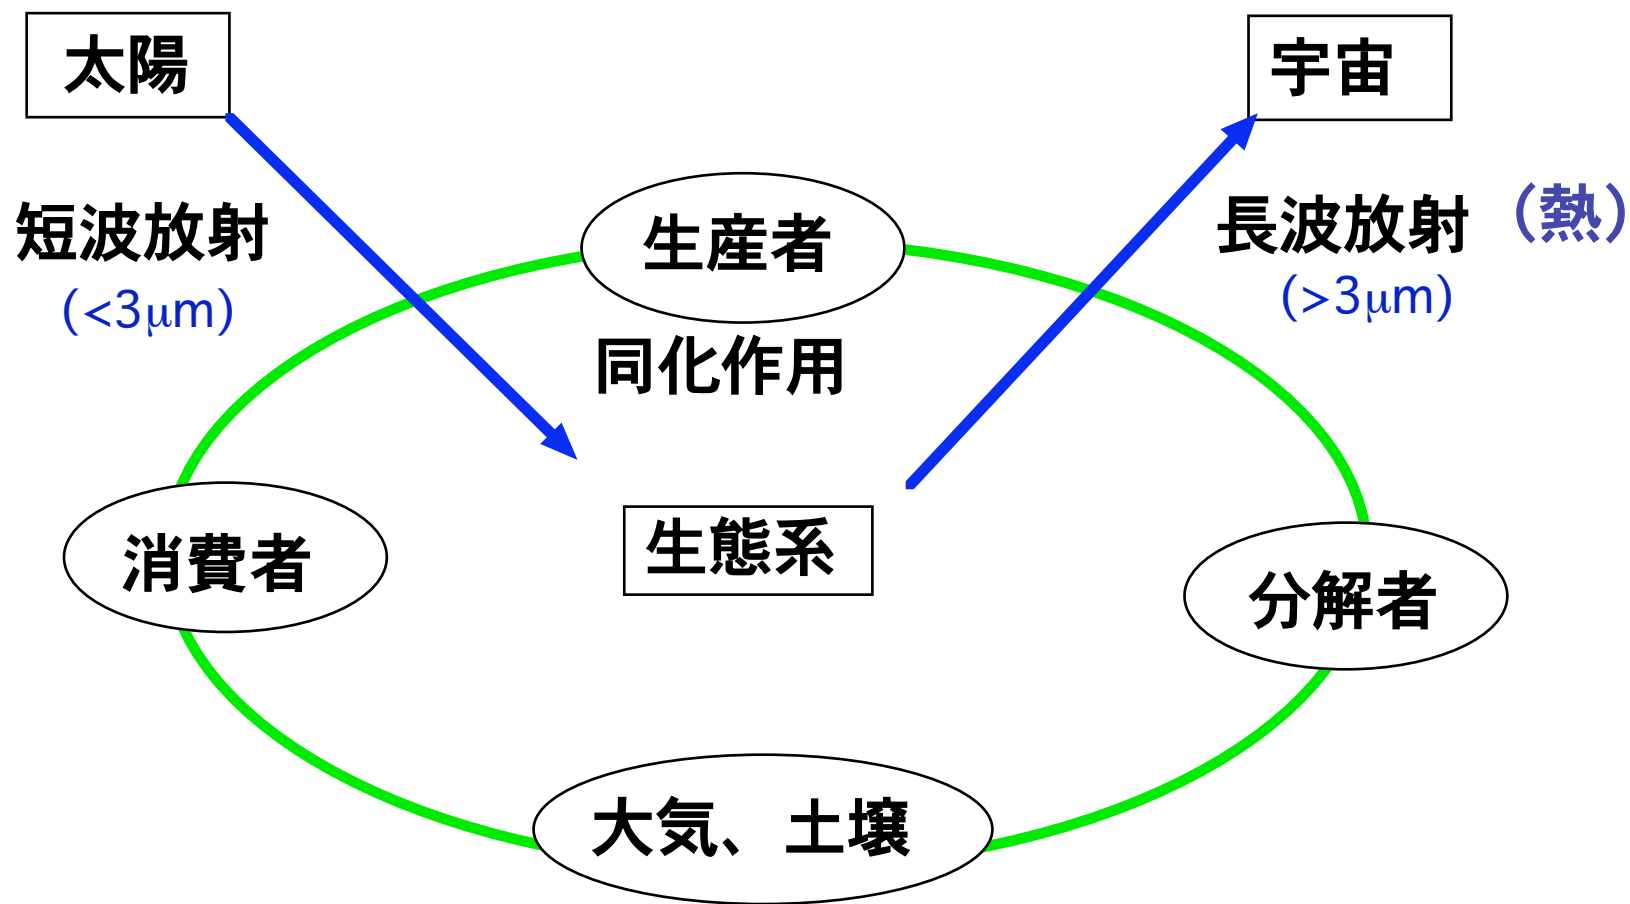 太陽
宇宙
短波放射
(<3μm)
生産者
長波放射 (熱)
(>3μm)
同化作用
消費者
生態系
分解者
大気、土壌